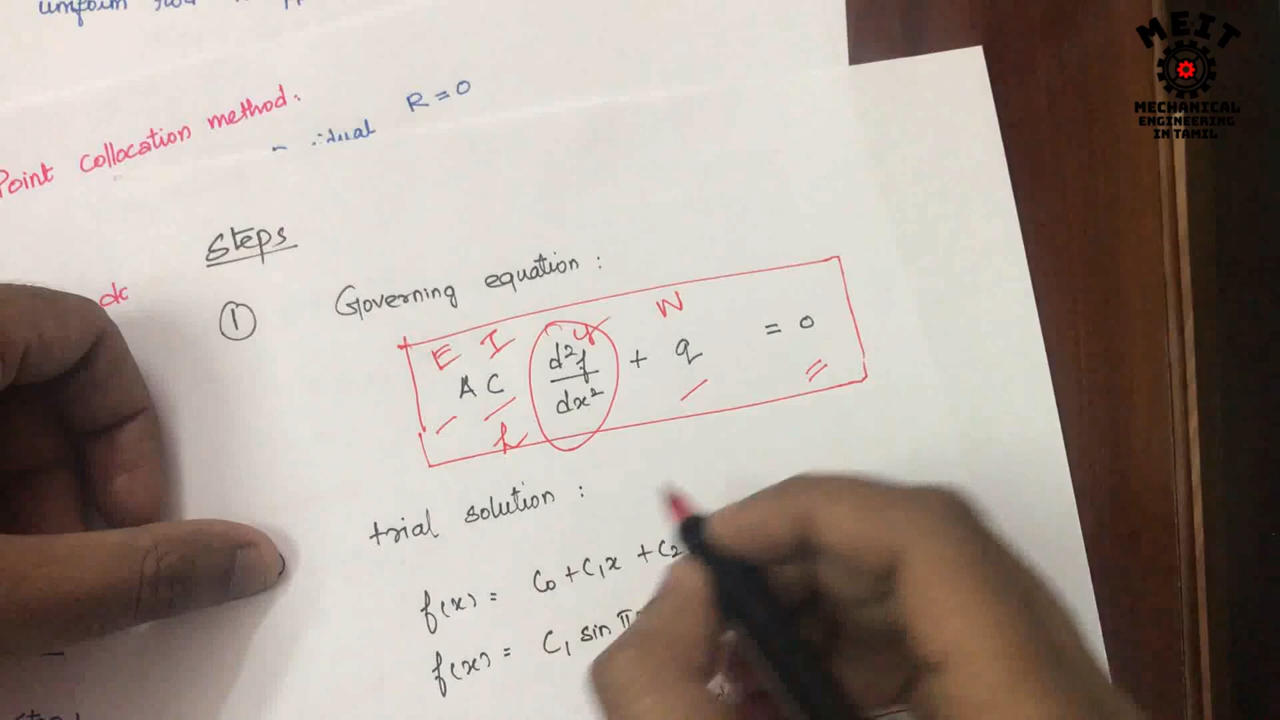 uniform
MEIT
MECHANICAL
ENGINEERING
IN TAMIL
Point collocation method:
R = 0
Steps
① Governing equation :
E I y W
A C d²f/dx² + q = 0
trial solution :
f(x) = C₀ + C₁x + C₂
f(x) = C₁ sin π